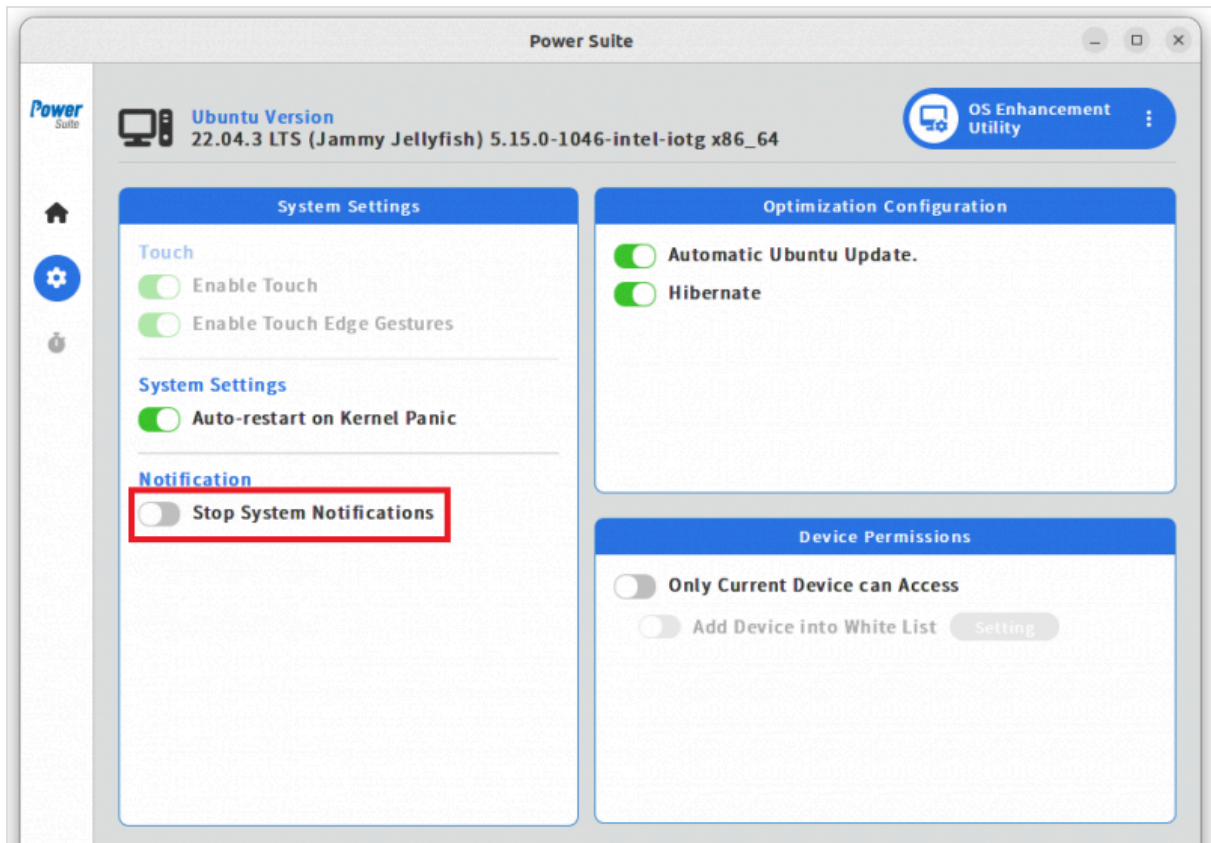 Power Suite
Power
Suite
Ubuntu Version
22.04.3 LTS (Jammy Jellyfish) 5.15.0-1046-intel-iotg x86_64
OS Enhancement
Utility
System Settings
Touch
Enable Touch
Enable Touch Edge Gestures
System Settings
Auto-restart on Kernel Panic
Notification
Stop System Notifications
Optimization Configuration
Automatic Ubuntu Update.
Hibernate
Device Permissions
Only Current Device can Access
Add Device into White List Setting